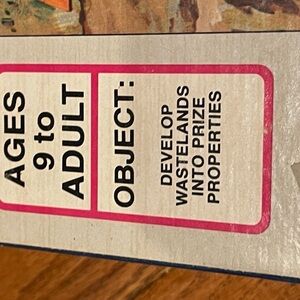 AGES
9 to
ADULT
OBJECT:
DEVELOP
WASTELANDS
INTO PRIZE
PROPERTIES